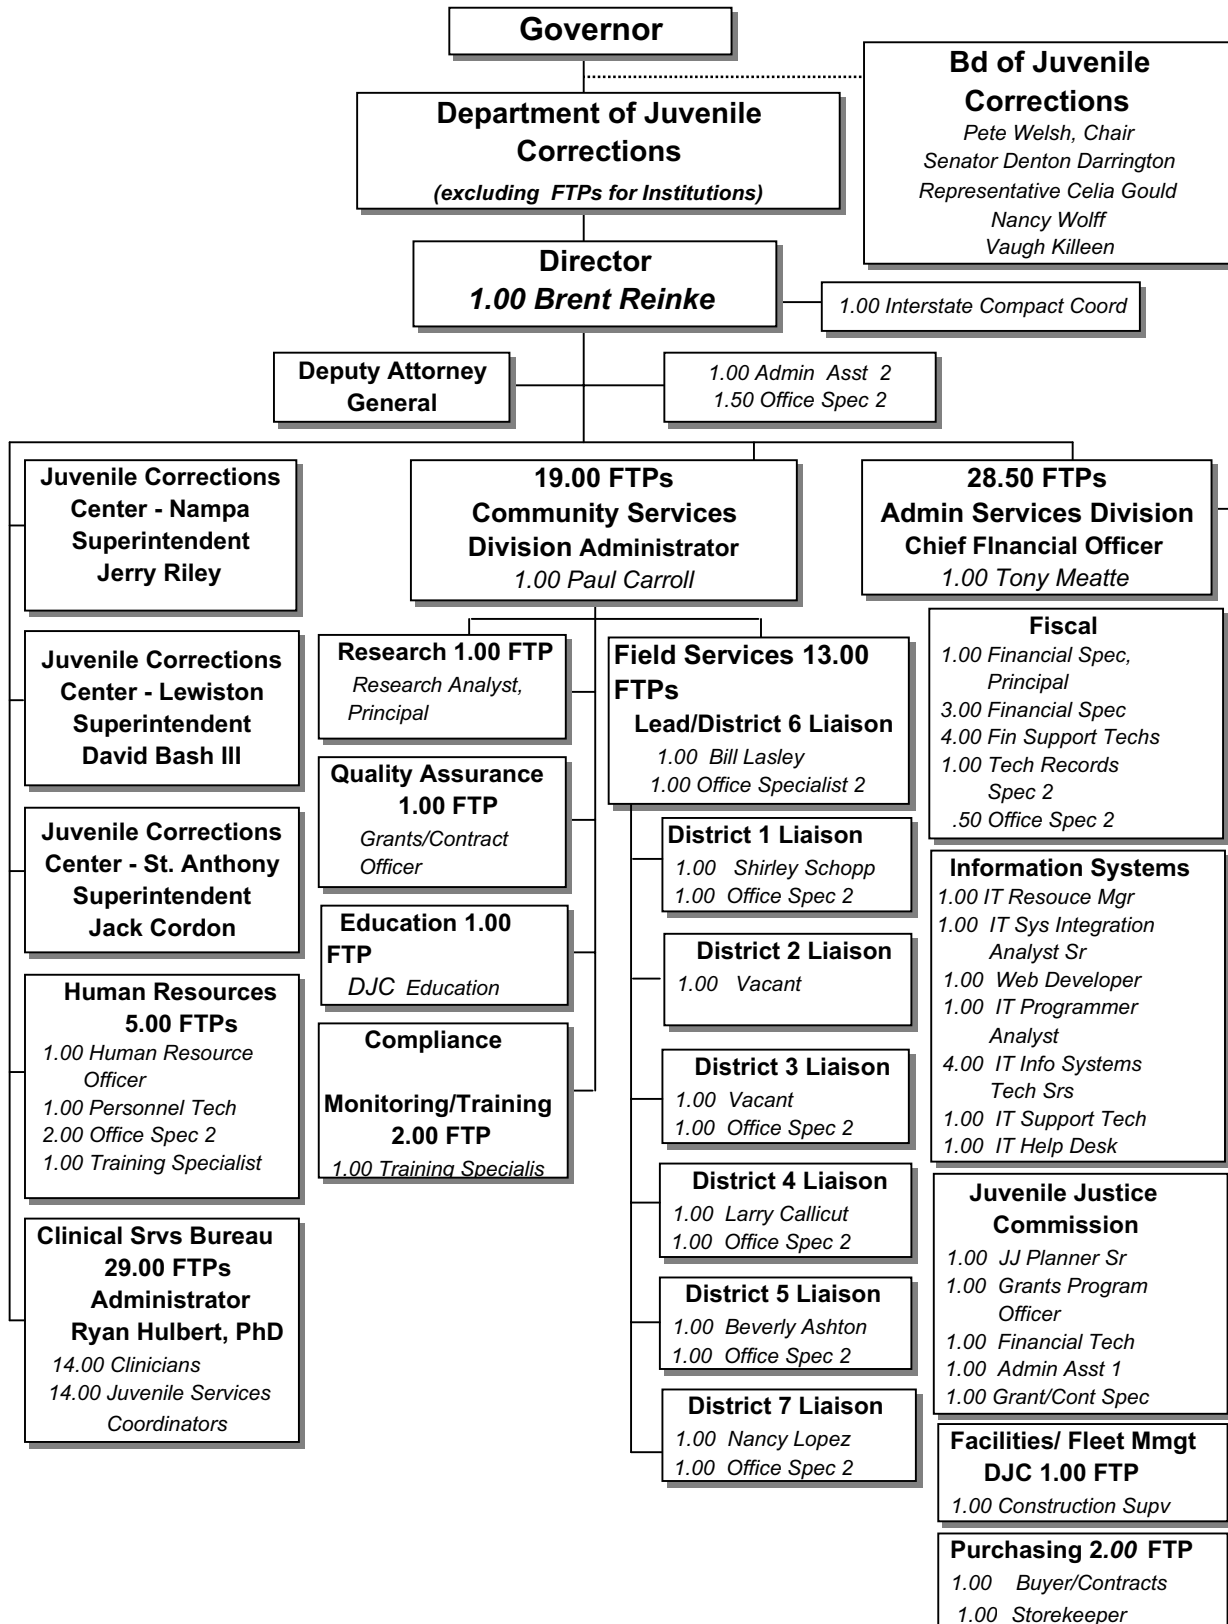 Governor
Bd of Juvenile
Corrections
Pete Welsh, Chair
Senator Denton Darrington
Representative Celia Gould
Nancy Wolff
Vaugh Killeen
Department of Juvenile
Corrections
(excluding FTPs for Institutions)
Director
1.00 Brent Reinke
1.00 Interstate Compact Coord
Deputy Attorney
General
1.00 Admin Asst 2
1.50 Office Spec 2
Juvenile Corrections
Center - Nampa
Superintendent
Jerry Riley
Juvenile Corrections
Center - Lewiston
Superintendent
David Bash III
Juvenile Corrections
Center - St. Anthony
Superintendent
Jack Cordon
Human Resources
5.00 FTPs
1.00 Human Resource
Officer
1.00 Personnel Tech
2.00 Office Spec 2
1.00 Training Specialist
Clinical Srvs Bureau
29.00 FTPs
Administrator
Ryan Hulbert, PhD
14.00 Clinicians
14.00 Juvenile Services
Coordinators
19.00 FTPs
Community Services
Division Administrator
1.00 Paul Carroll
Research 1.00 FTP
Research Analyst,
Principal
Quality Assurance
1.00 FTP
Grants/Contract
Officer
Education 1.00
FTP
DJC Education
Compliance
Monitoring/Training
2.00 FTP
1.00 Training Specialis
Field Services 13.00
FTPs
Lead/District 6 Liaison
1.00 Bill Lasley
1.00 Office Specialist 2
District 1 Liaison
1.00 Shirley Schopp
1.00 Office Spec 2
District 2 Liaison
1.00 Vacant
District 3 Liaison
1.00 Vacant
1.00 Office Spec 2
District 4 Liaison
1.00 Larry Callicut
1.00 Office Spec 2
District 5 Liaison
1.00 Beverly Ashton
1.00 Office Spec 2
District 7 Liaison
1.00 Nancy Lopez
1.00 Office Spec 2
28.50 FTPs
Admin Services Division
Chief FInancial Officer
1.00 Tony Meatte
Fiscal
1.00 Financial Spec,
Principal
3.00 Financial Spec
4.00 Fin Support Techs
1.00 Tech Records
Spec 2
.50 Office Spec 2
Information Systems
1.00 IT Resouce Mgr
1.00 IT Sys Integration
Analyst Sr
1.00 Web Developer
1.00 IT Programmer
Analyst
4.00 IT Info Systems
Tech Srs
1.00 IT Support Tech
1.00 IT Help Desk
Juvenile Justice
Commission
1.00 JJ Planner Sr
1.00 Grants Program
Officer
1.00 Financial Tech
1.00 Admin Asst 1
1.00 Grant/Cont Spec
Facilities/ Fleet Mmgt
DJC 1.00 FTP
1.00 Construction Supv
Purchasing 2.00 FTP
1.00 Buyer/Contracts
1.00 Storekeeper